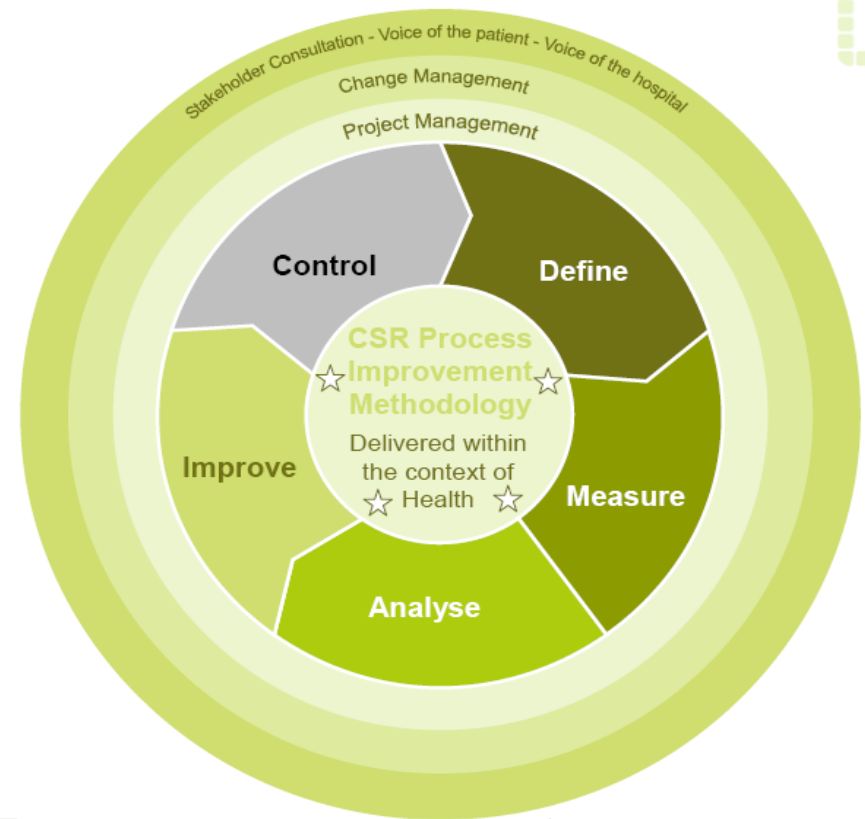 Stakeholder Consultation - Voice of the patient - Voice of the hospital
Change Management
Project Management
Control
Define
CSR Process
Improvement
Methodology
Delivered within
the context of
Health
Improve
Measure
Analyse